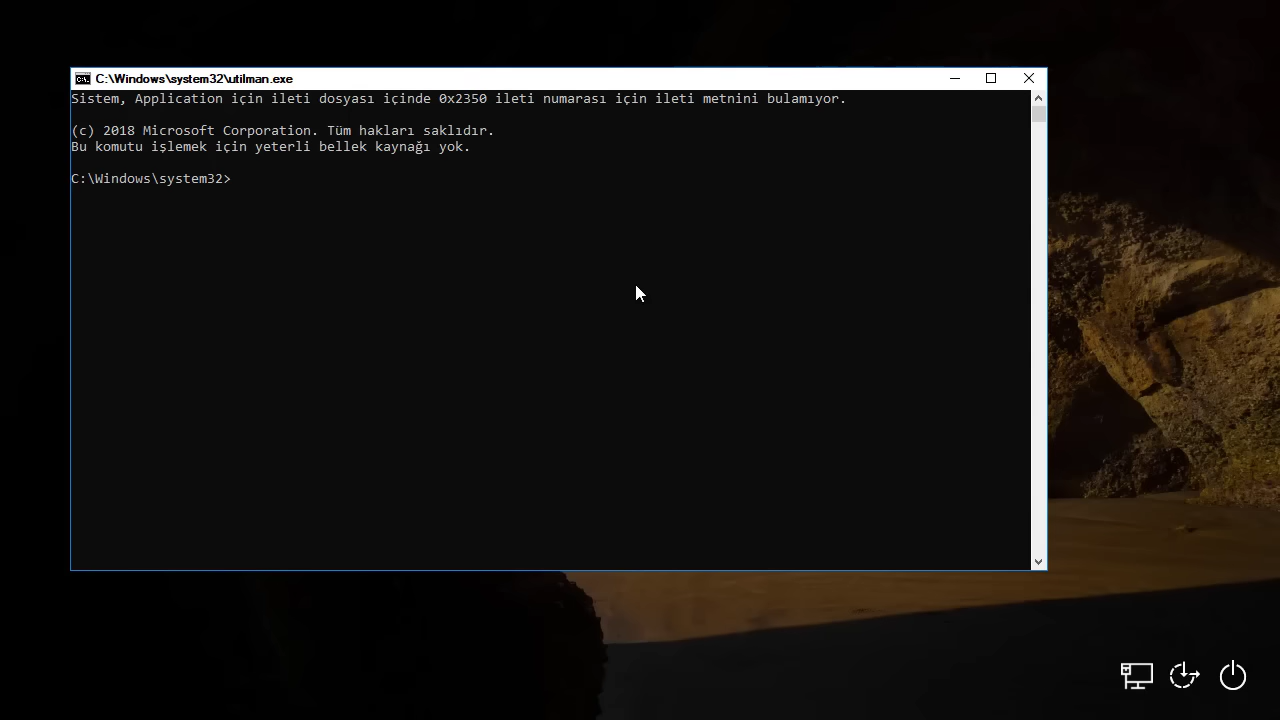 C:\Windows\system32\utilman.exe
Sistem, Application için ileti dosyası içinde 0x2350 ileti numarası için ileti metnini bulamıyor.
(c) 2018 Microsoft Corporation. Tüm hakları saklıdır.
Bu komutu işlemek için yeterli bellek kaynağı yok.
C:\Windows\system32>